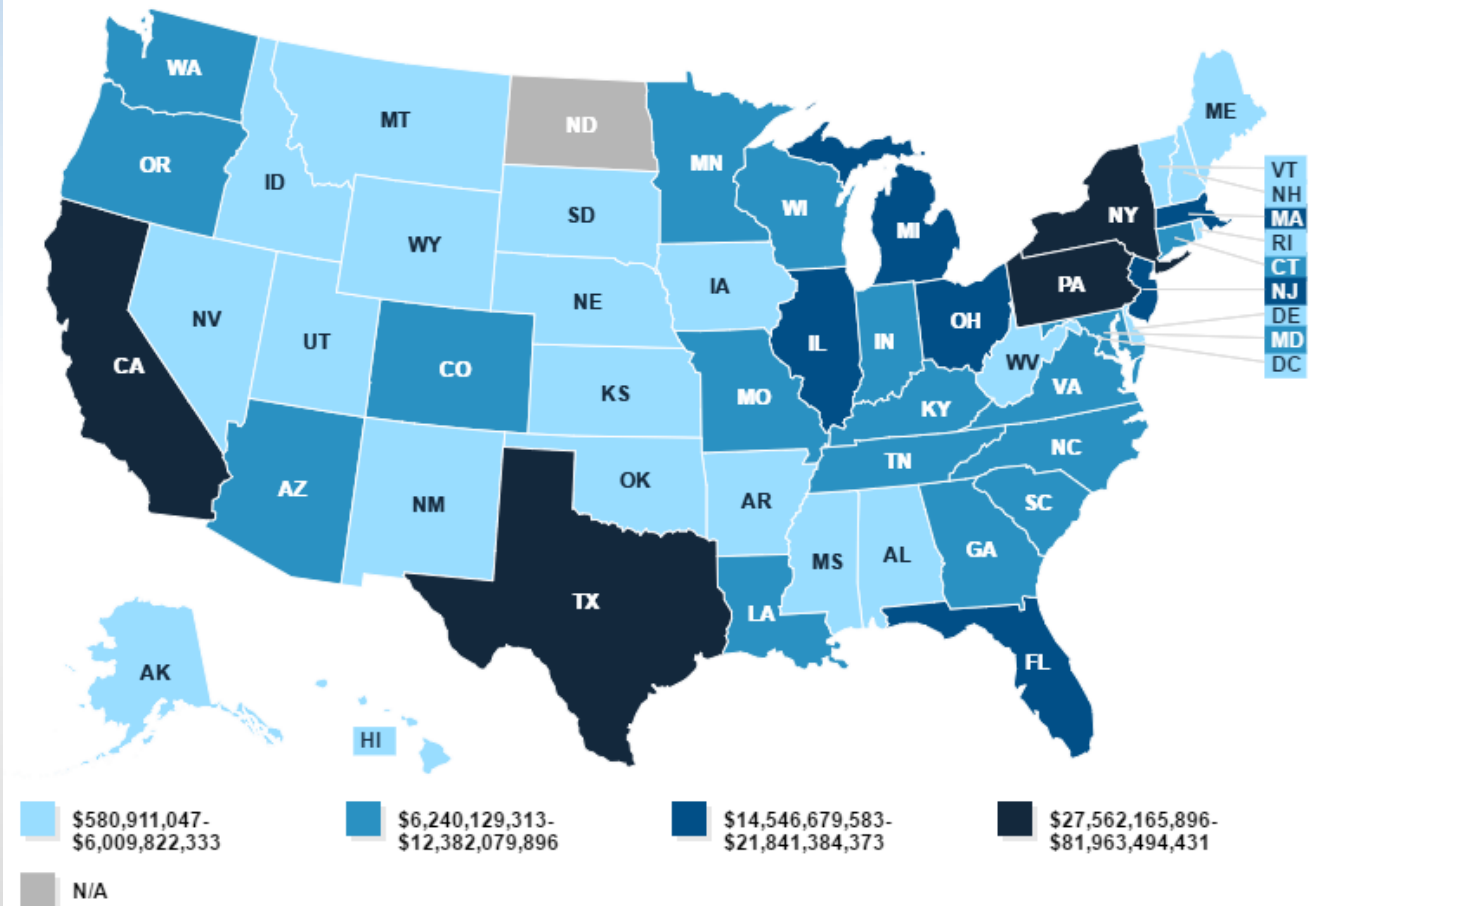 WA
MT
ND
ME
OR
ID
MN
VT
SD
WI
NH
NY
MA
WY
MI
RI
IA
CT
NE
PA
NJ
NV
OH
DE
UT
IL
IN
MD
CA
CO
WV
DC
KS
MO
VA
KY
NC
TN
OK
AZ
NM
AR
SC
GA
MS
AL
TX
LA
FL
AK
HI
$580,911,047-
$6,009,822,333
$6,240,129,313-
$12,382,079,896
$14,546,679,583-
$21,841,384,373
$27,562,165,896-
$81,963,494,431
N/A